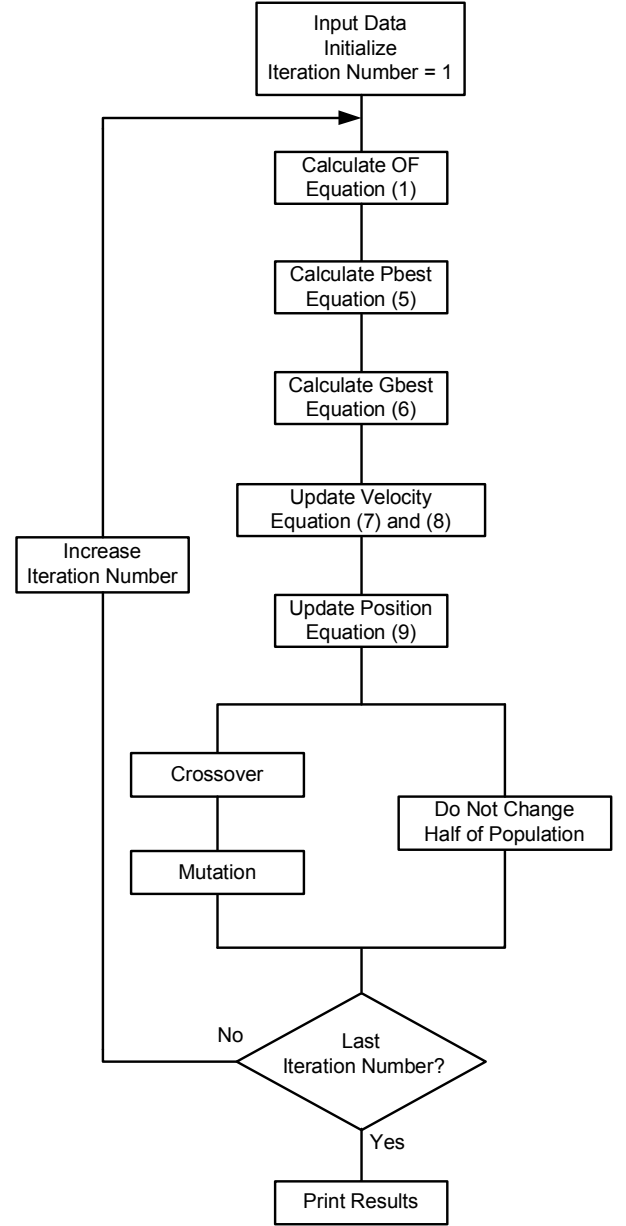 Input Data
Initialize
Iteration Number = 1
Calculate OF
Equation (1)
Calculate Pbest
Equation (5)
Calculate Gbest
Equation (6)
Update Velocity
Equation (7) and (8)
Increase
Iteration Number
Update Position
Equation (9)
Crossover
Do Not Change
Half of Population
Mutation
No
Last
Iteration Number?
Yes
Print Results